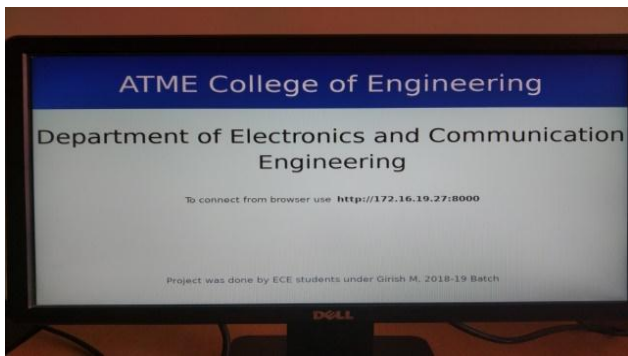 ATME College of Engineering
Department of Electronics and Communication
Engineering
To connect from browser use http://172.16.19.27:8000
Project was done by ECE students under Girish M, 2018-19 Batch
DELL